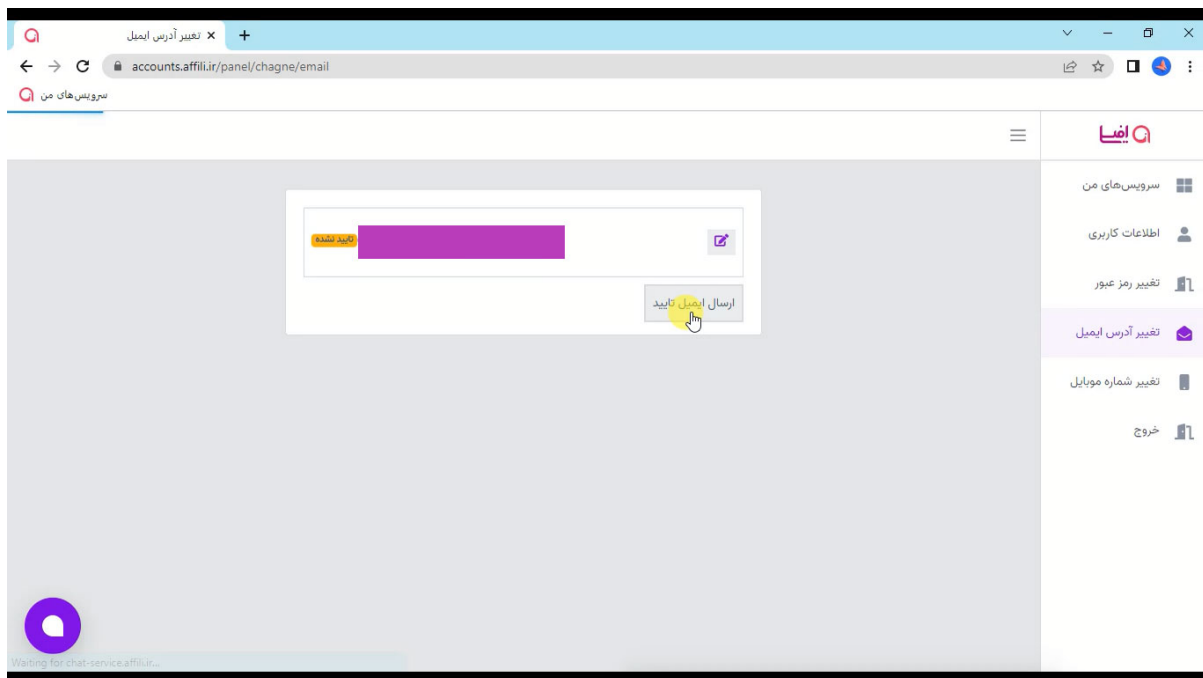 تغییر آدرس ایمیل
accounts.affili.ir/panel/chagne/email
سرویس‌های من
افیلی
سرویس‌های من
اطلاعات کاربری
تغییر رمز عبور
تغییر آدرس ایمیل
تغییر شماره موبایل
خروج
تایید نشده
ارسال ایمیل تایید
Waiting for chat-service.affili.ir...